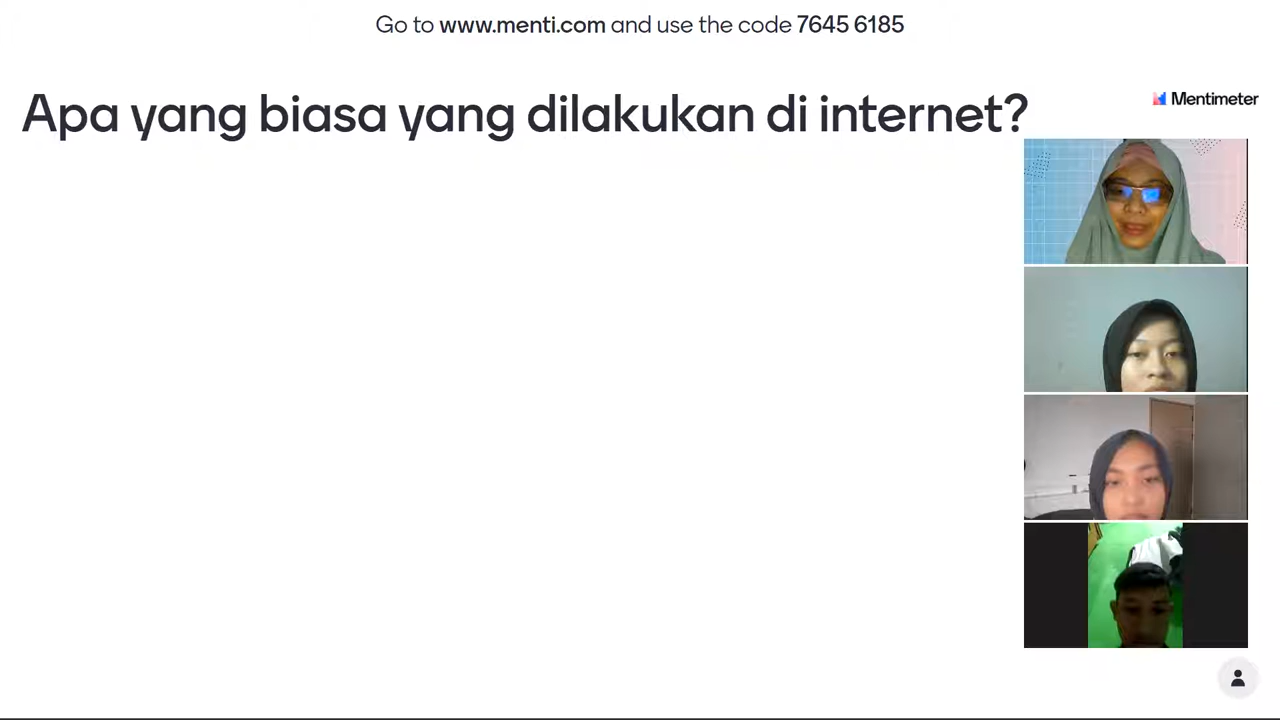 Go to www.menti.com and use the code 7645 6185
Apa yang biasa yang dilakukan di internet?
Mentimeter